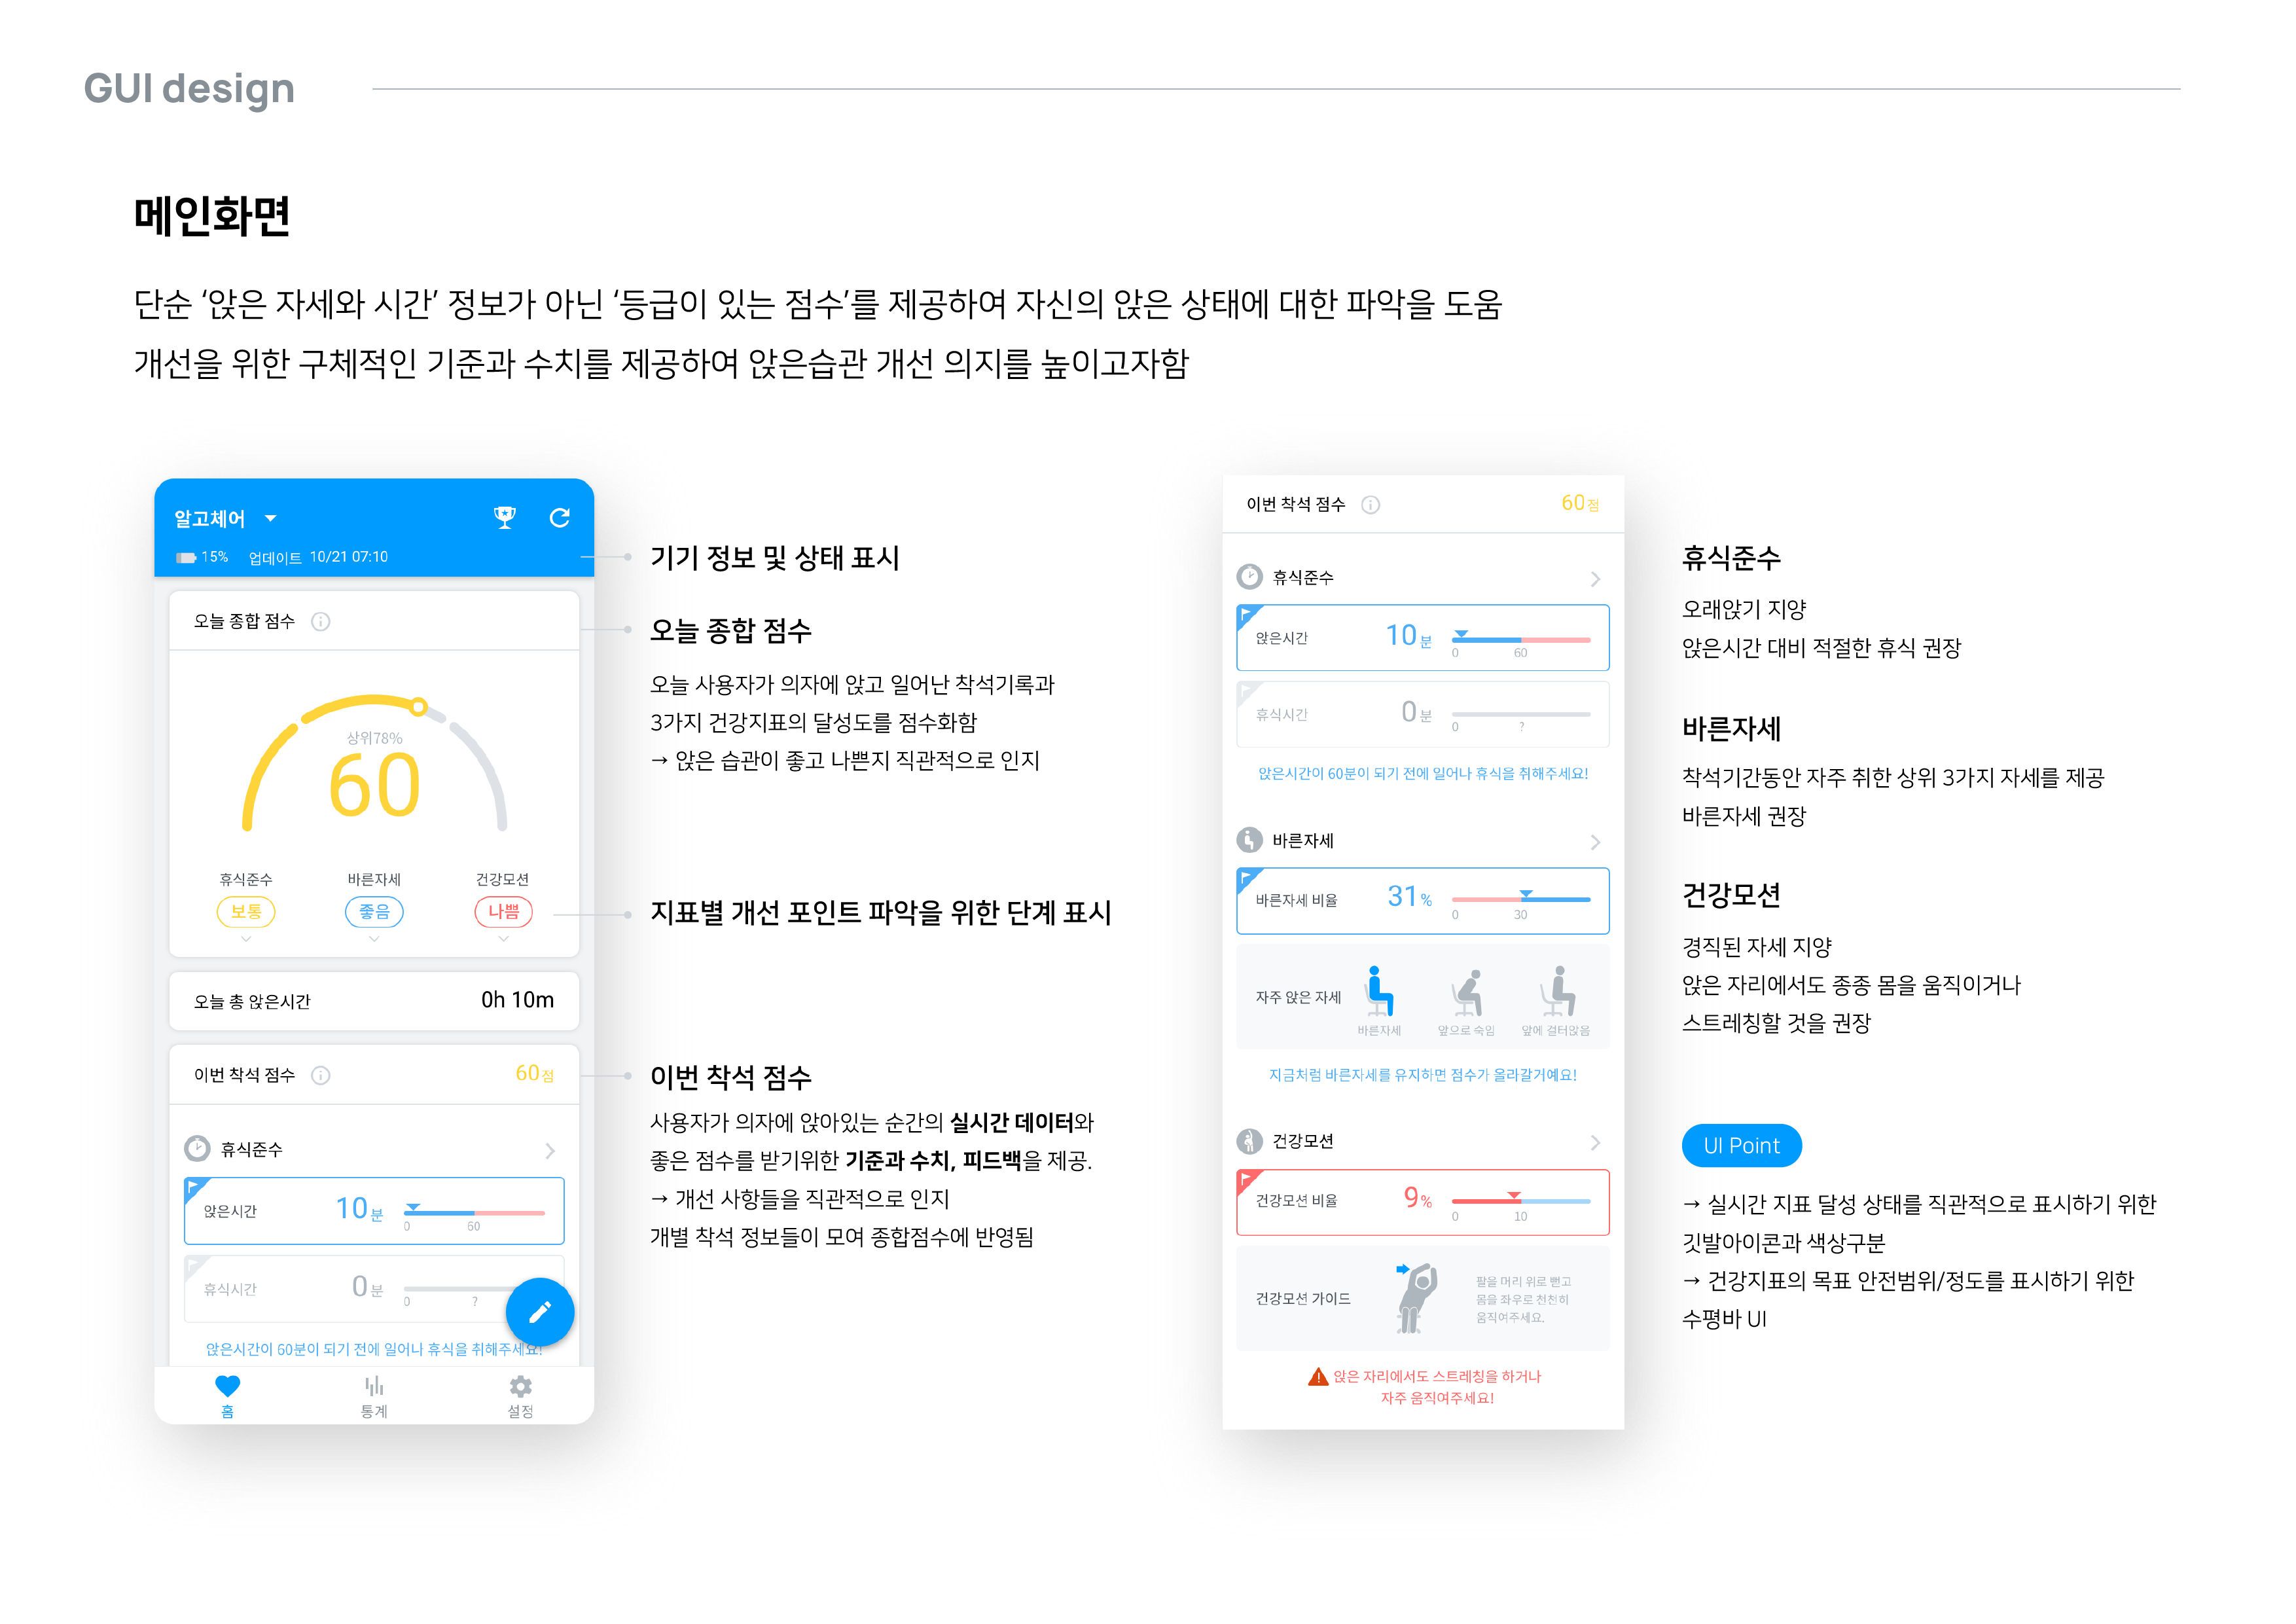 GUI design
메인화면
단순 ‘앉은 자세와 시간’ 정보가 아닌 ‘등급이 있는 점수’를 제공하여 자신의 앉은 상태에 대한 파악을 도움
개선을 위한 구체적인 기준과 수치를 제공하여 앉은습관 개선 의지를 높이고자함
알고체어
15% 업데이트 10/21 07:10
오늘 종합 점수
상위78%
60
휴식준수 바른자세 건강모션
보통 좋음 나쁨
오늘 총 앉은시간 0h 10m
이번 착석 점수 60점
휴식준수
앉은시간 10분
0 60
휴식시간 0분
0 ?
앉은시간이 60분이 되기 전에 일어나 휴식을 취해주세요!
홈 통계 설정
기기 정보 및 상태 표시
오늘 종합 점수
오늘 사용자가 의자에 앉고 일어난 착석기록과
3가지 건강지표의 달성도를 점수화함
→ 앉은 습관이 좋고 나쁜지 직관적으로 인지
지표별 개선 포인트 파악을 위한 단계 표시
이번 착석 점수
사용자가 의자에 앉아있는 순간의 실시간 데이터와
좋은 점수를 받기위한 기준과 수치, 피드백을 제공.
→ 개선 사항들을 직관적으로 인지
개별 착석 정보들이 모여 종합점수에 반영됨
이번 착석 점수 60점
휴식준수
앉은시간 10분
0 60
휴식시간 0분
0 ?
앉은시간이 60분이 되기 전에 일어나 휴식을 취해주세요!
바른자세
바른자세 비율 31%
0 30
자주 앉은 자세
바른자세 앞으로 숙임 앞에 걸터앉음
지금처럼 바른자세를 유지하면 점수가 올라갈거예요!
건강모션
건강모션 비율 9%
0 10
건강모션 가이드
팔을 머리 위로 뻗고
몸을 좌우로 천천히
움직여주세요.
앉은 자리에서도 스트레칭을 하거나
자주 움직여주세요!
휴식준수
오래앉기 지양
앉은시간 대비 적절한 휴식 권장
바른자세
착석기간동안 자주 취한 상위 3가지 자세를 제공
바른자세 권장
건강모션
경직된 자세 지양
앉은 자리에서도 종종 몸을 움직이거나
스트레칭할 것을 권장
UI Point
→ 실시간 지표 달성 상태를 직관적으로 표시하기 위한
깃발아이콘과 색상구분
→ 건강지표의 목표 안전범위/정도를 표시하기 위한
수평바 UI